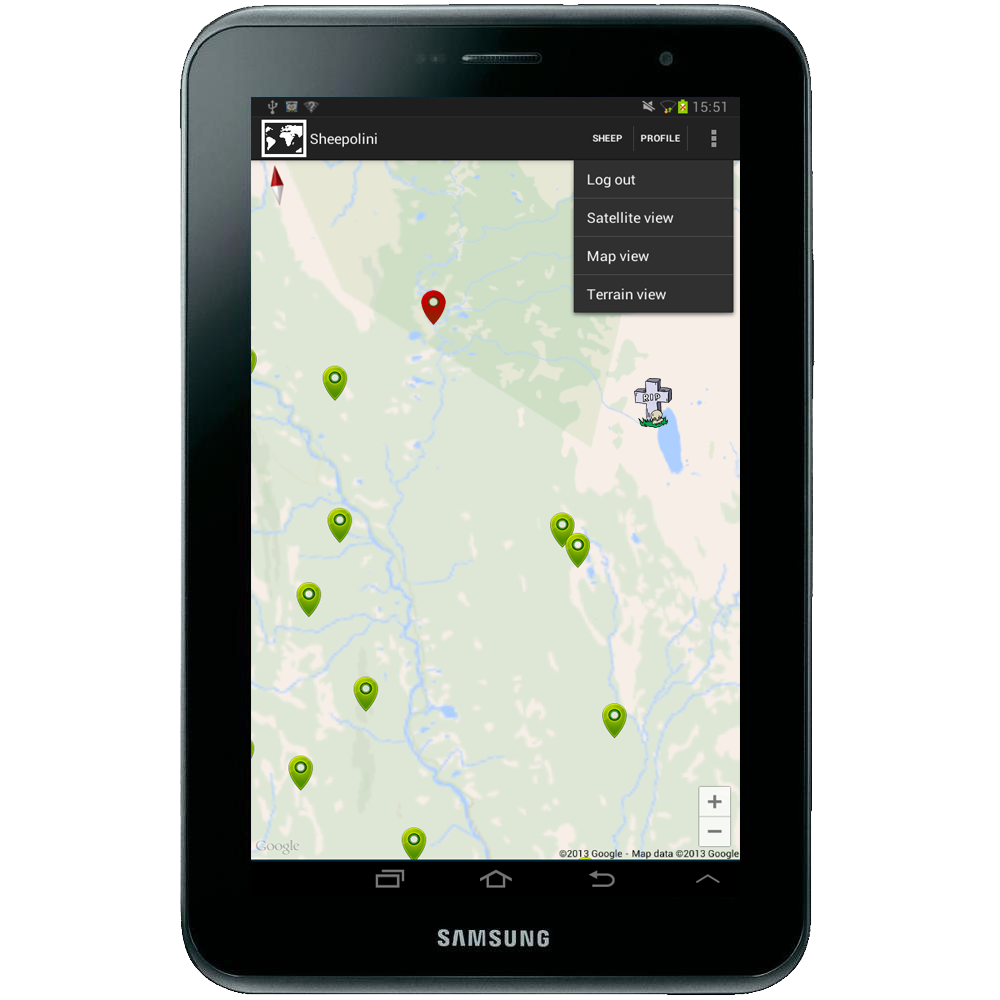 15:51
Sheepolini
SHEEP
PROFILE
Log out
Satellite view
Map view
Terrain view
RIP
Google
©2013 Google - Map data ©2013 Google
SAMSUNG